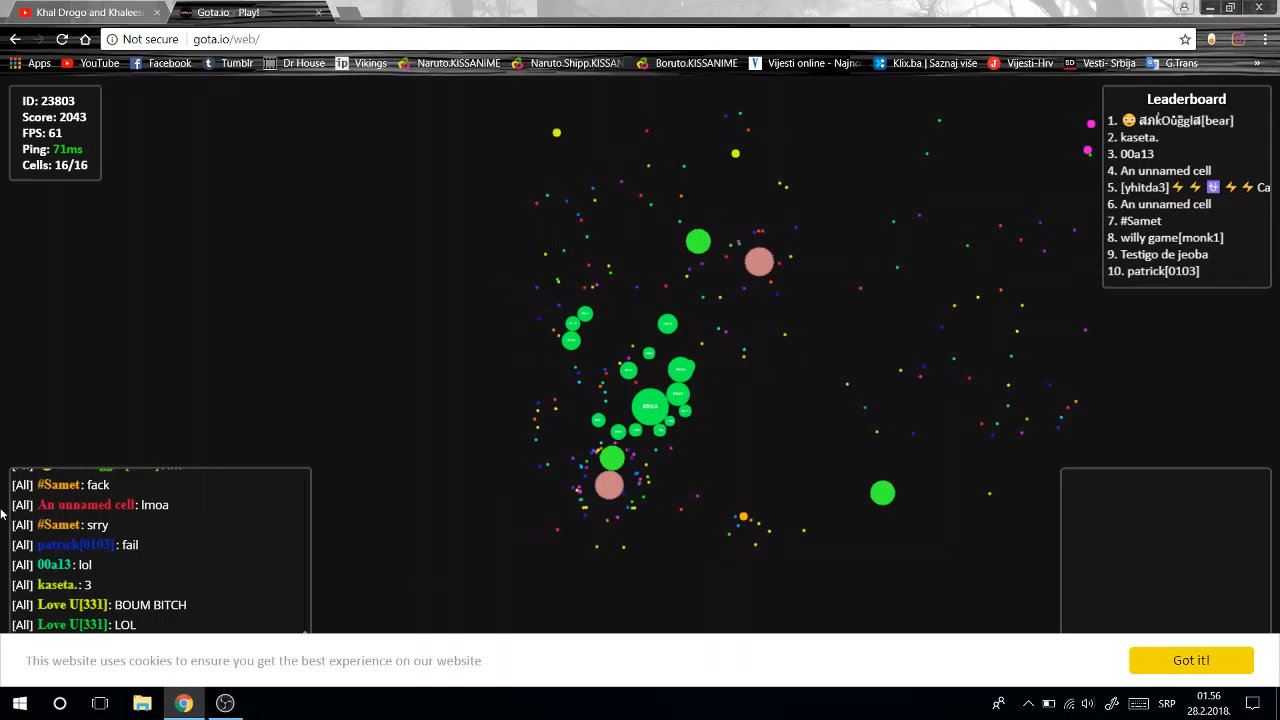 Khal Drogo and Khalees
Gota.io - Play!
Not secure
gota.io/web/
Apps
YouTube
Facebook
Tumblr
Dr House
Vikings
Naruto.KISSANIME
Naruto.Shipp.KISSAN
Boruto.KISSANIME
Vijesti online - Najno
Klix.ba | Saznaj više
Vijesti-Hrv
Vesti- Srbija
G.Trans
»
ID: 23803
Score: 2043
FPS: 61
Ping: 71ms
Cells: 16/16
Leaderboard
1. [bear]
2. kaseta.
3. 00a13
4. An unnamed cell
5. [yhitda3]⚡⚡⛎⚡⚡Ca
6. An unnamed cell
7. #Samet
8. willy game[monk1]
9. Testigo de jeoba
10. patrick[0103]
[All] #Samet: fack
[All] An unnamed cell: lmoa
[All] #Samet: srry
[All] patrick[0103]: fail
[All] 00a13: lol
[All] kaseta.: 3
[All] Love U[331]: BOUM BITCH
[All] Love U[331]: LOL
This website uses cookies to ensure you get the best experience on our website
Got it!
SRP
01.56
28.2.2018.